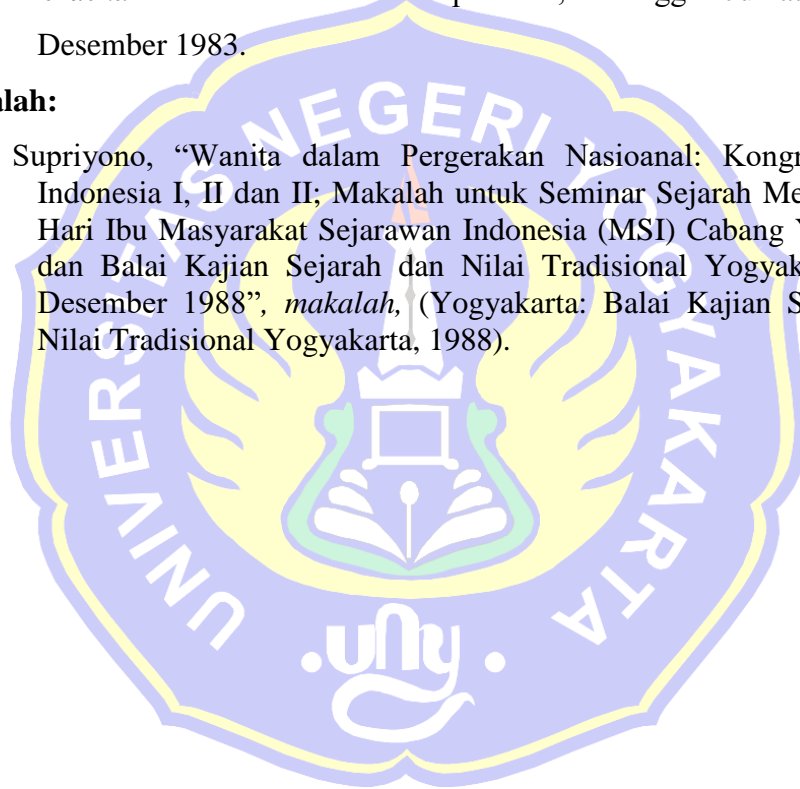 Desember 1983.
alah:
Supriyono, “Wanita dalam Pergerakan Nasioanal: Kongr
Indonesia I, II dan II; Makalah untuk Seminar Sejarah Me
Hari Ibu Masyarakat Sejarawan Indonesia (MSI) Cabang Y
dan Balai Kajian Sejarah dan Nilai Tradisional Yogyak
Desember 1988”, makalah, (Yogyakarta: Balai Kajian S
Nilai Tradisional Yogyakarta, 1988).
UNIVERSITAS NEGERI YOGYAKARTA
uny